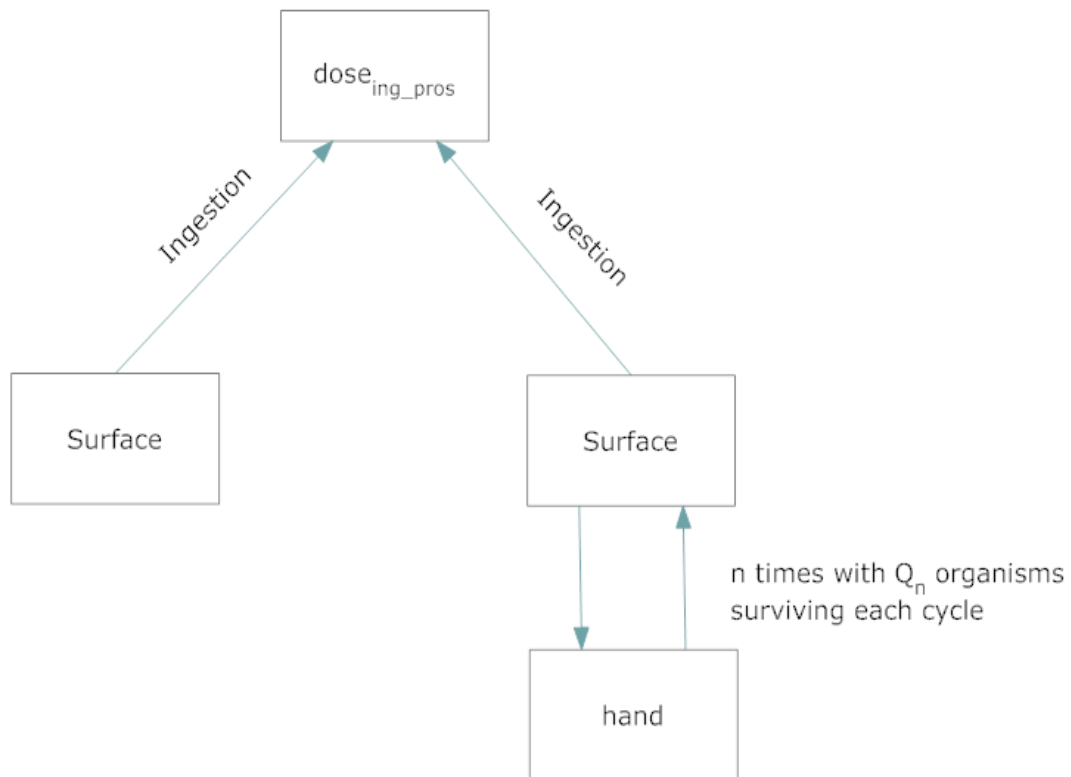 dose_ing_pros
Ingestion
Ingestion
Surface
Surface
n times with Q_n organisms
surviving each cycle
hand